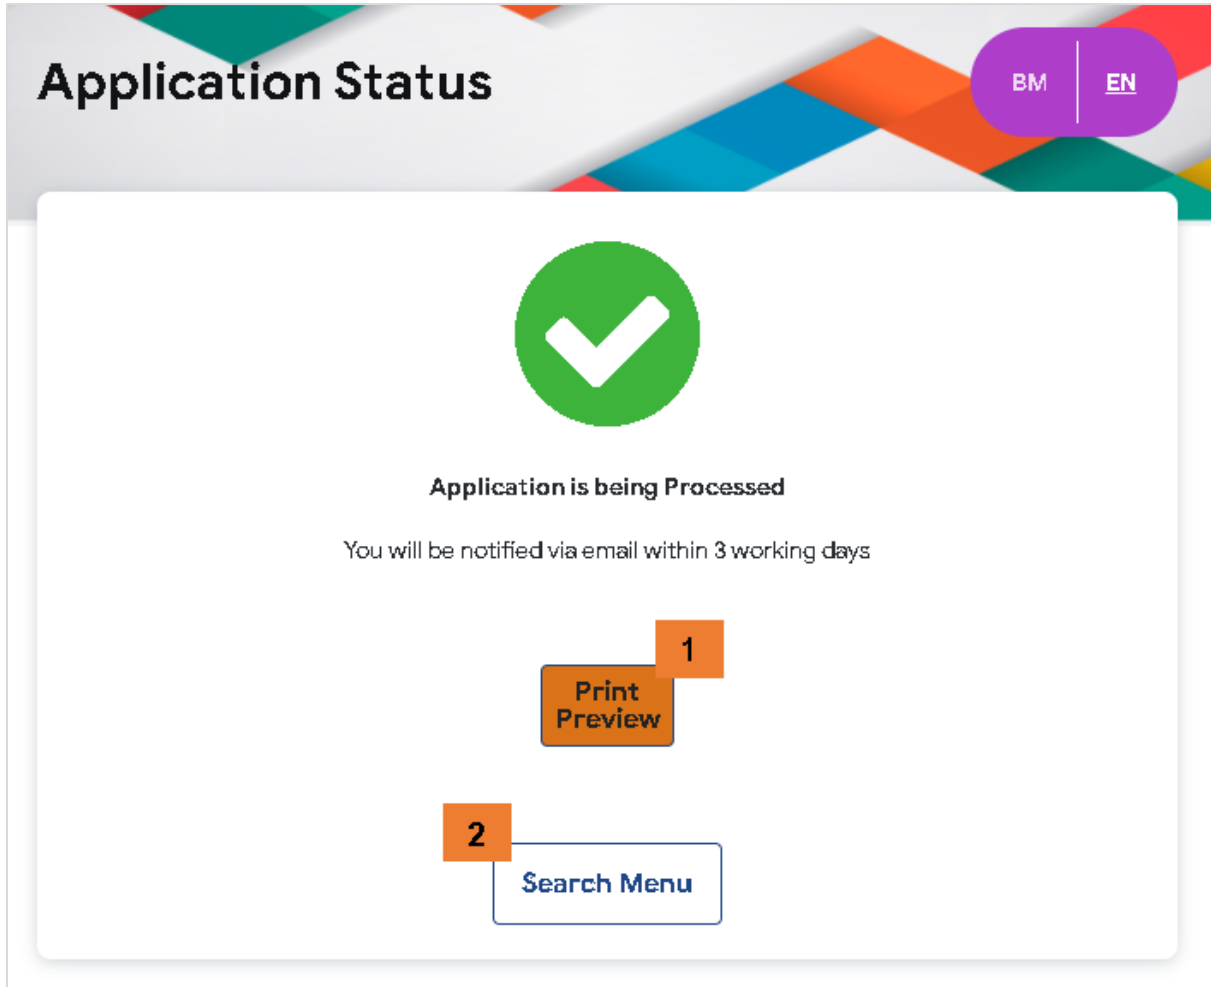 Application Status
BM
EN
Application is being Processed
You will be notified via email within 3 working days
1
Print
Preview
2
Search Menu